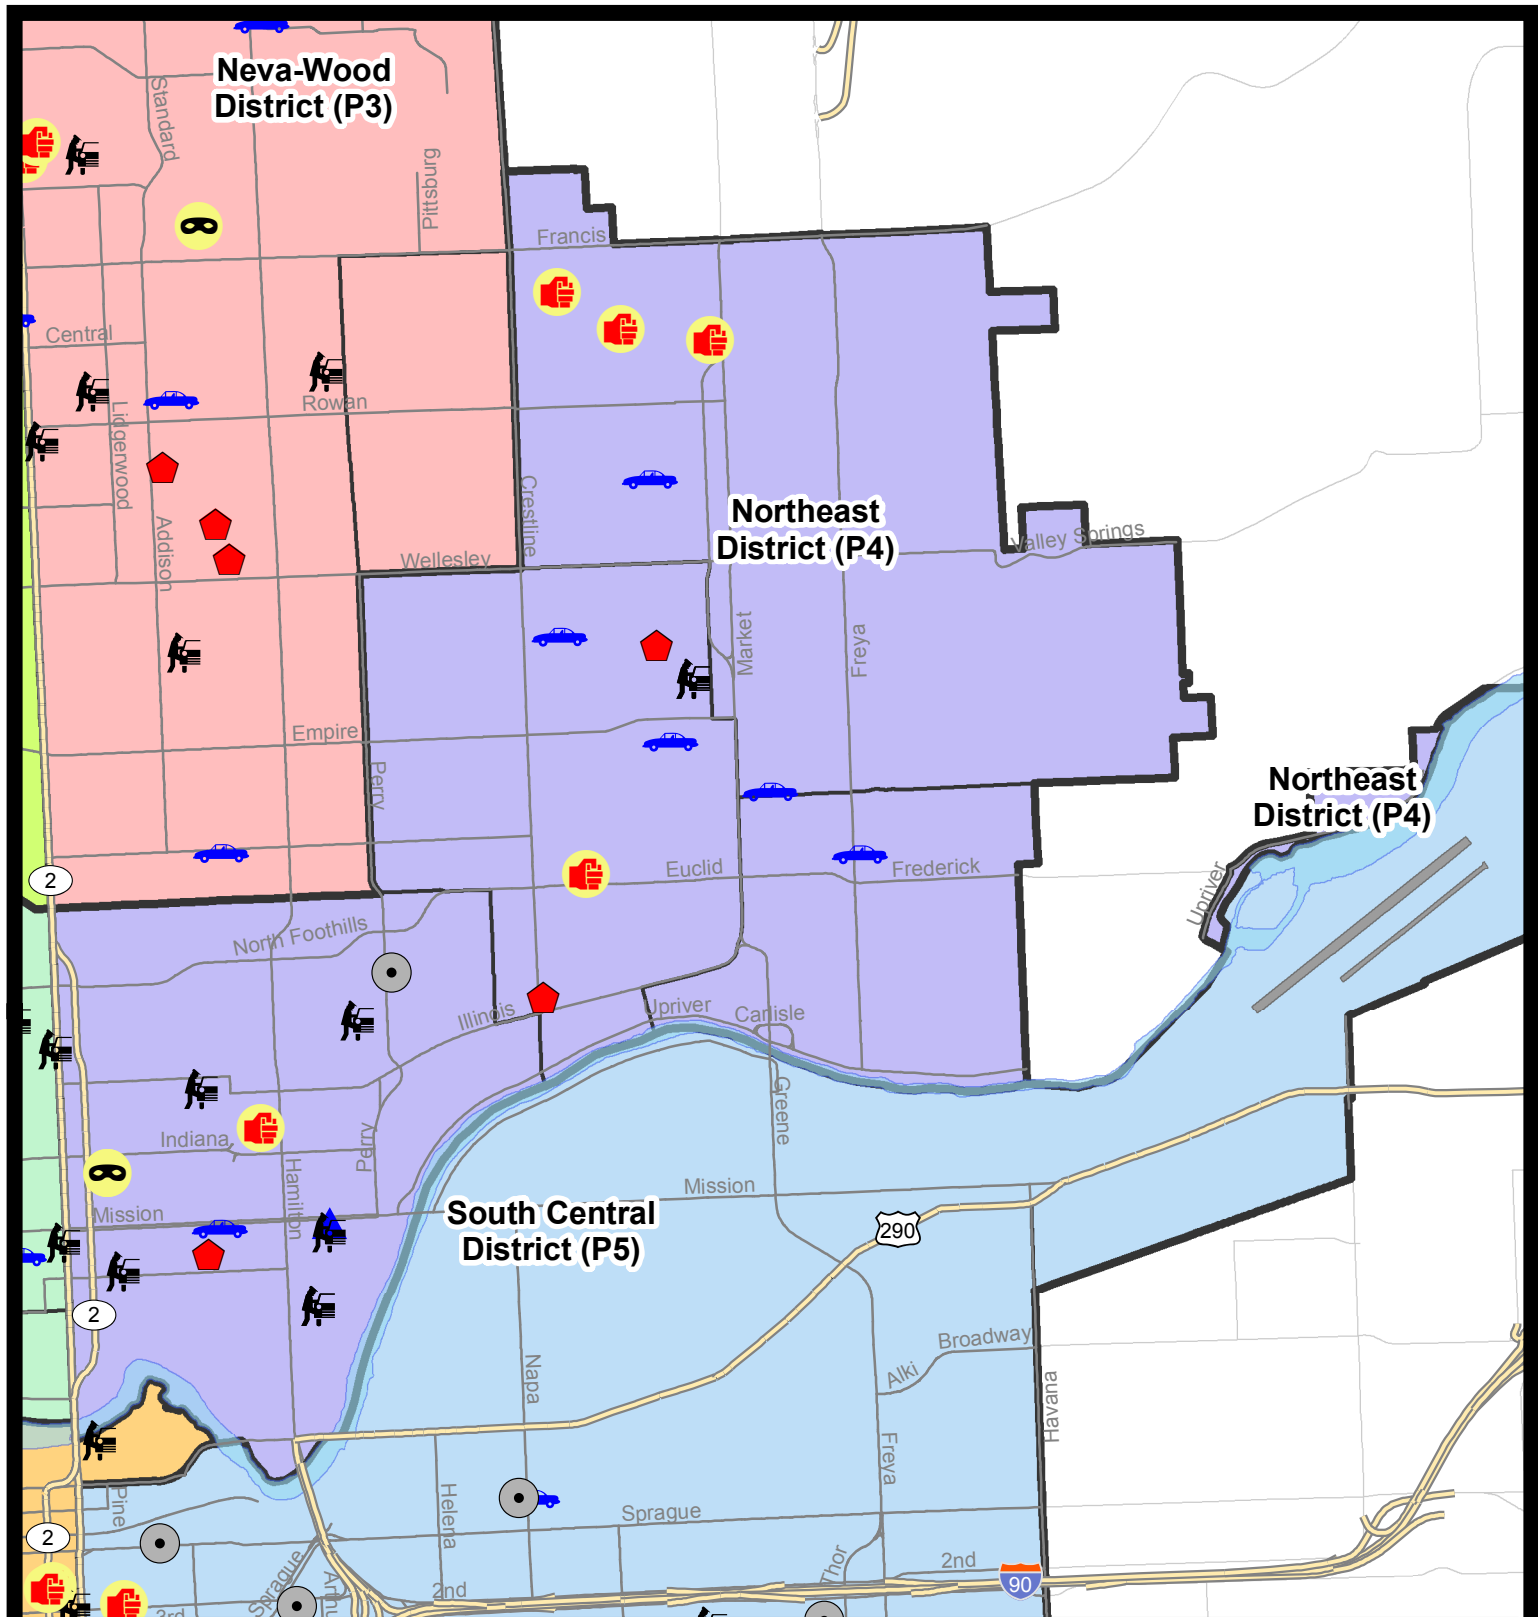 Neva-Wood
District (P3)
Standard
Pittsburg
Francis
Central
Rowan
Lidgerwood
Addison
Crestline
Northeast
District (P4)
Valley Springs
Wellesley
Market
Freya
Empire
Perry
Northeast
District (P4)
2
Euclid
Frederick
Upriver
North Foothills
Illinois
Upriver
Carlisle
Greene
Indiana
Perry
Hamilton
Mission
Mission
South Central
District (P5)
290
2
Broadway
Alki
Napa
Havana
Freya
Pine
Helena
Sprague
2
Sprague
Thor
2nd
2nd
90
3rd